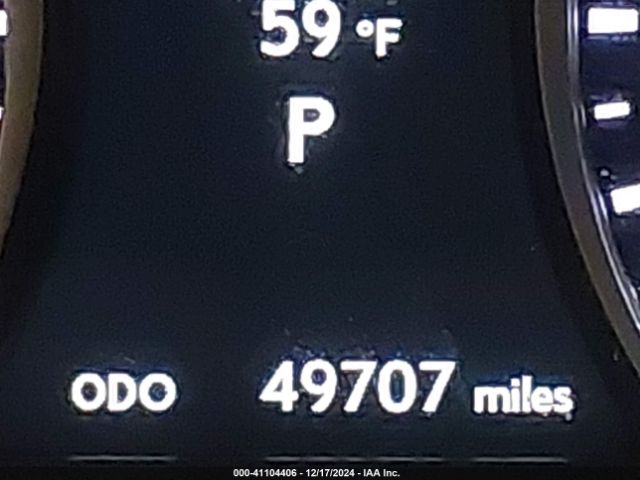 59 °F
P
ODO 49707 miles
000-41104406 - 12/17/2024 - IAA Inc.